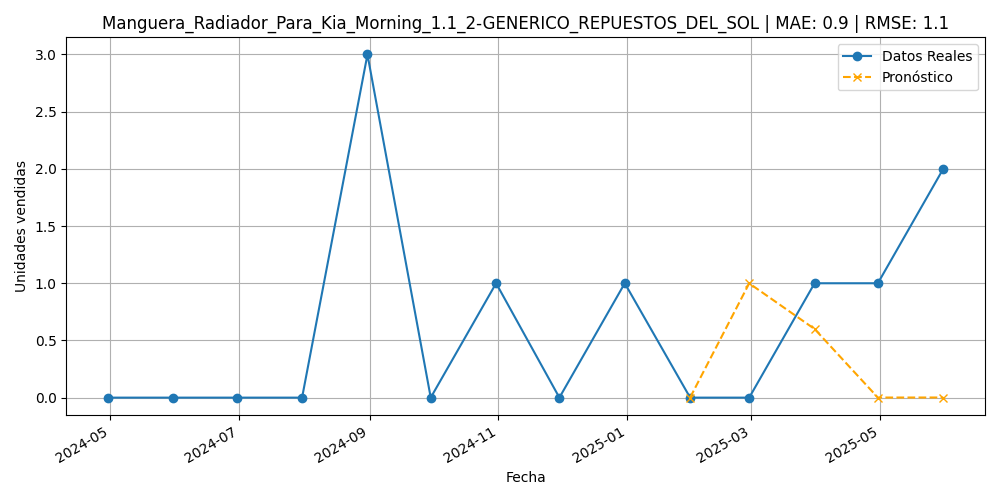 Manguera_Radiador_Para_Kia_Morning_1.1_2-GENERICO_REPUESTOS_DEL_SOL | MAE: 0.9 | RMSE: 1.1
Datos Reales
Pronóstico
Unidades vendidas
3.0
2.5
2.0
1.5
1.0
0.5
0.0
2024-05
2024-07
2024-09
2024-11
2025-01
2025-03
2025-05
Fecha